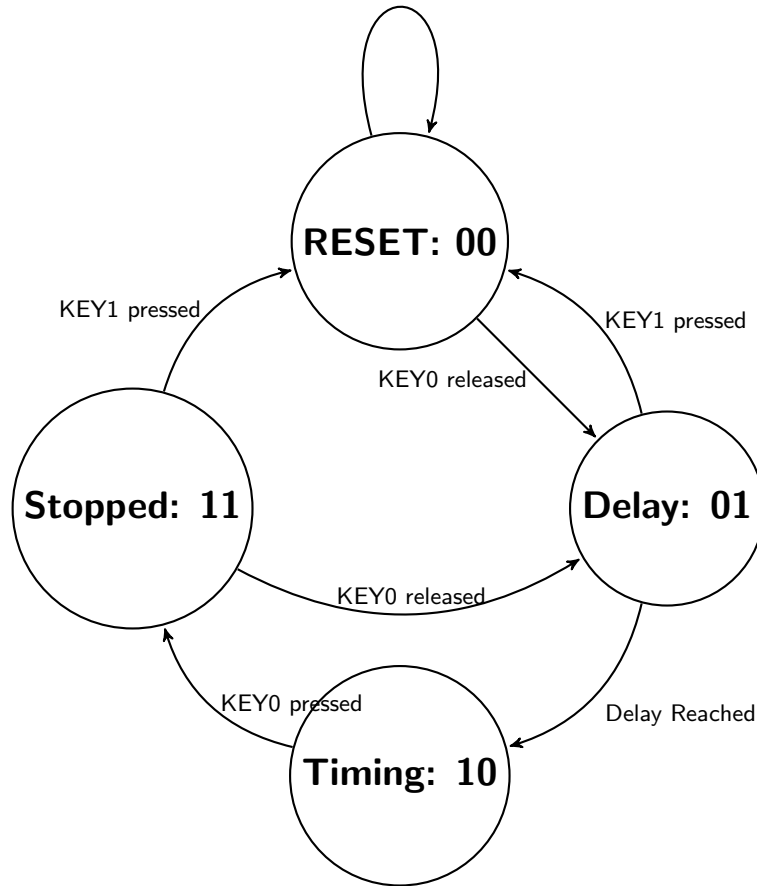 RESET: 00
KEY1 pressed
KEY1 pressed
KEY0 released
Stopped: 11
Delay: 01
KEY0 released
KEY0 pressed
Delay Reached
Timing: 10